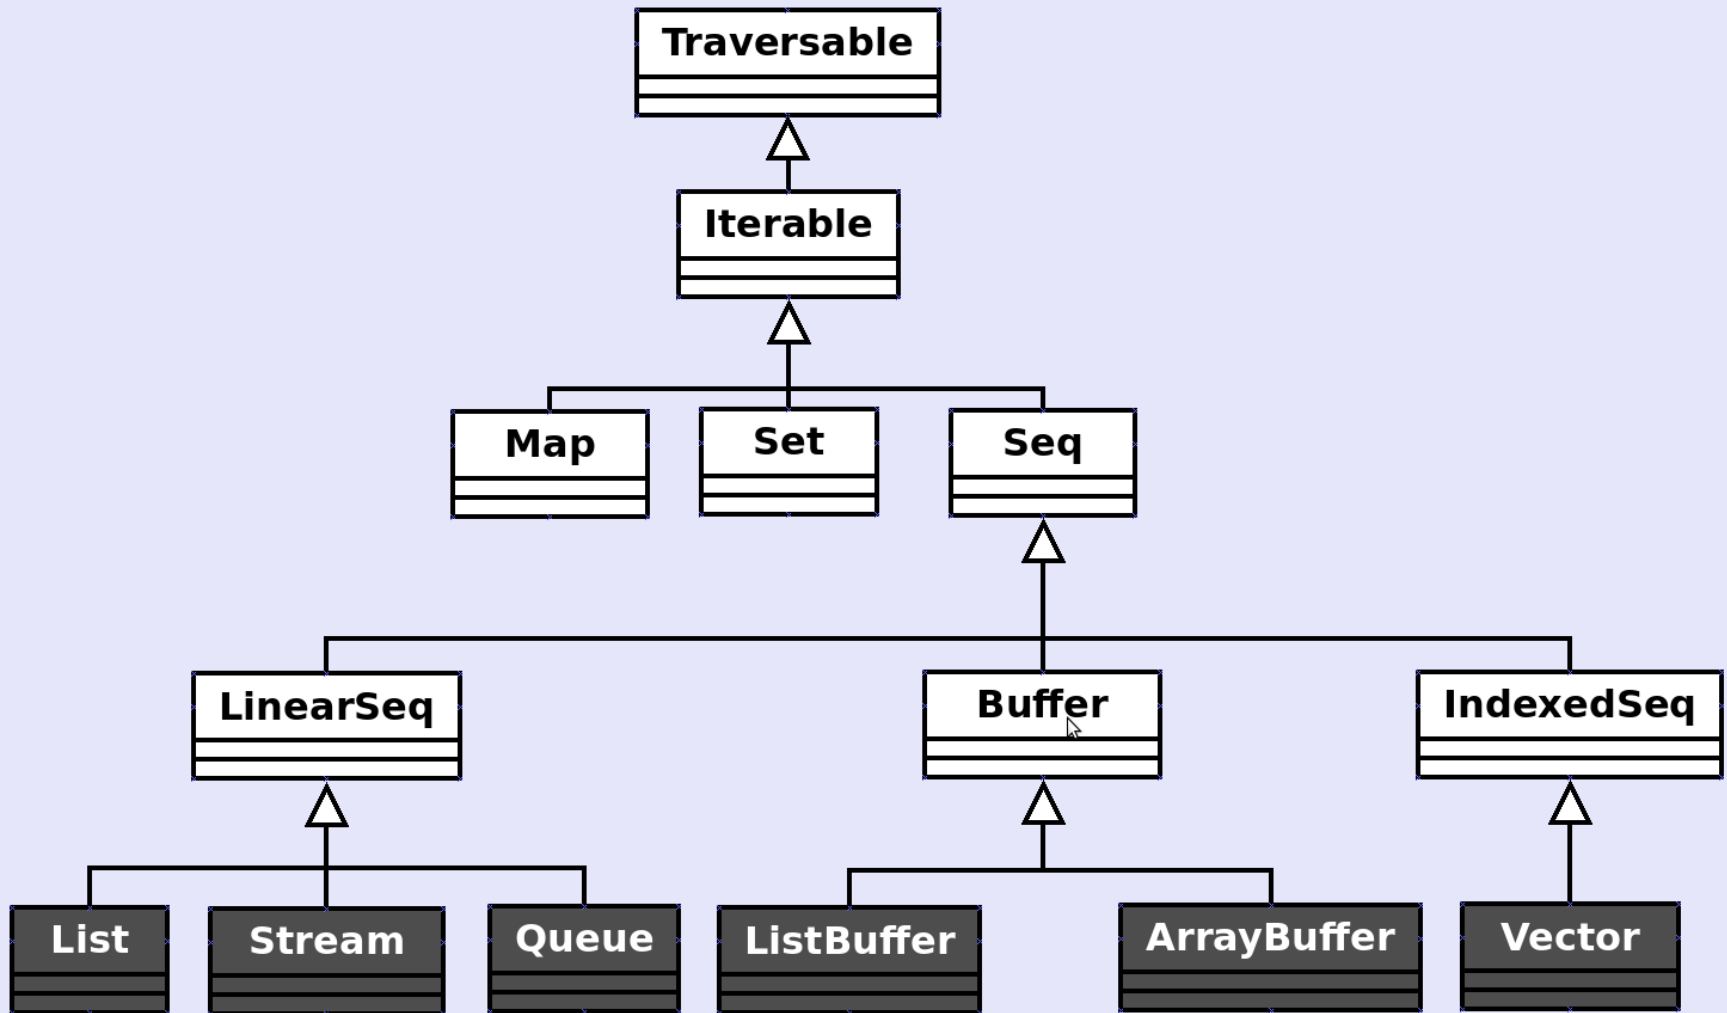 Traversable
Iterable
Map
Set
Seq
LinearSeq
Buffer
IndexedSeq
List
Stream
Queue
ListBuffer
ArrayBuffer
Vector